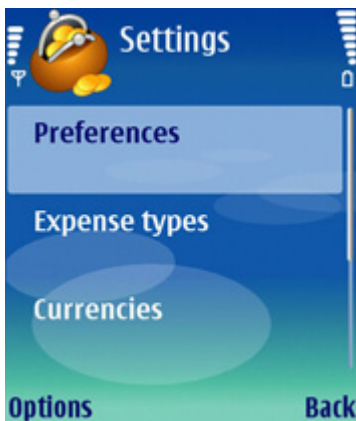 Settings
Preferences
Expense types
Currencies
Options Back